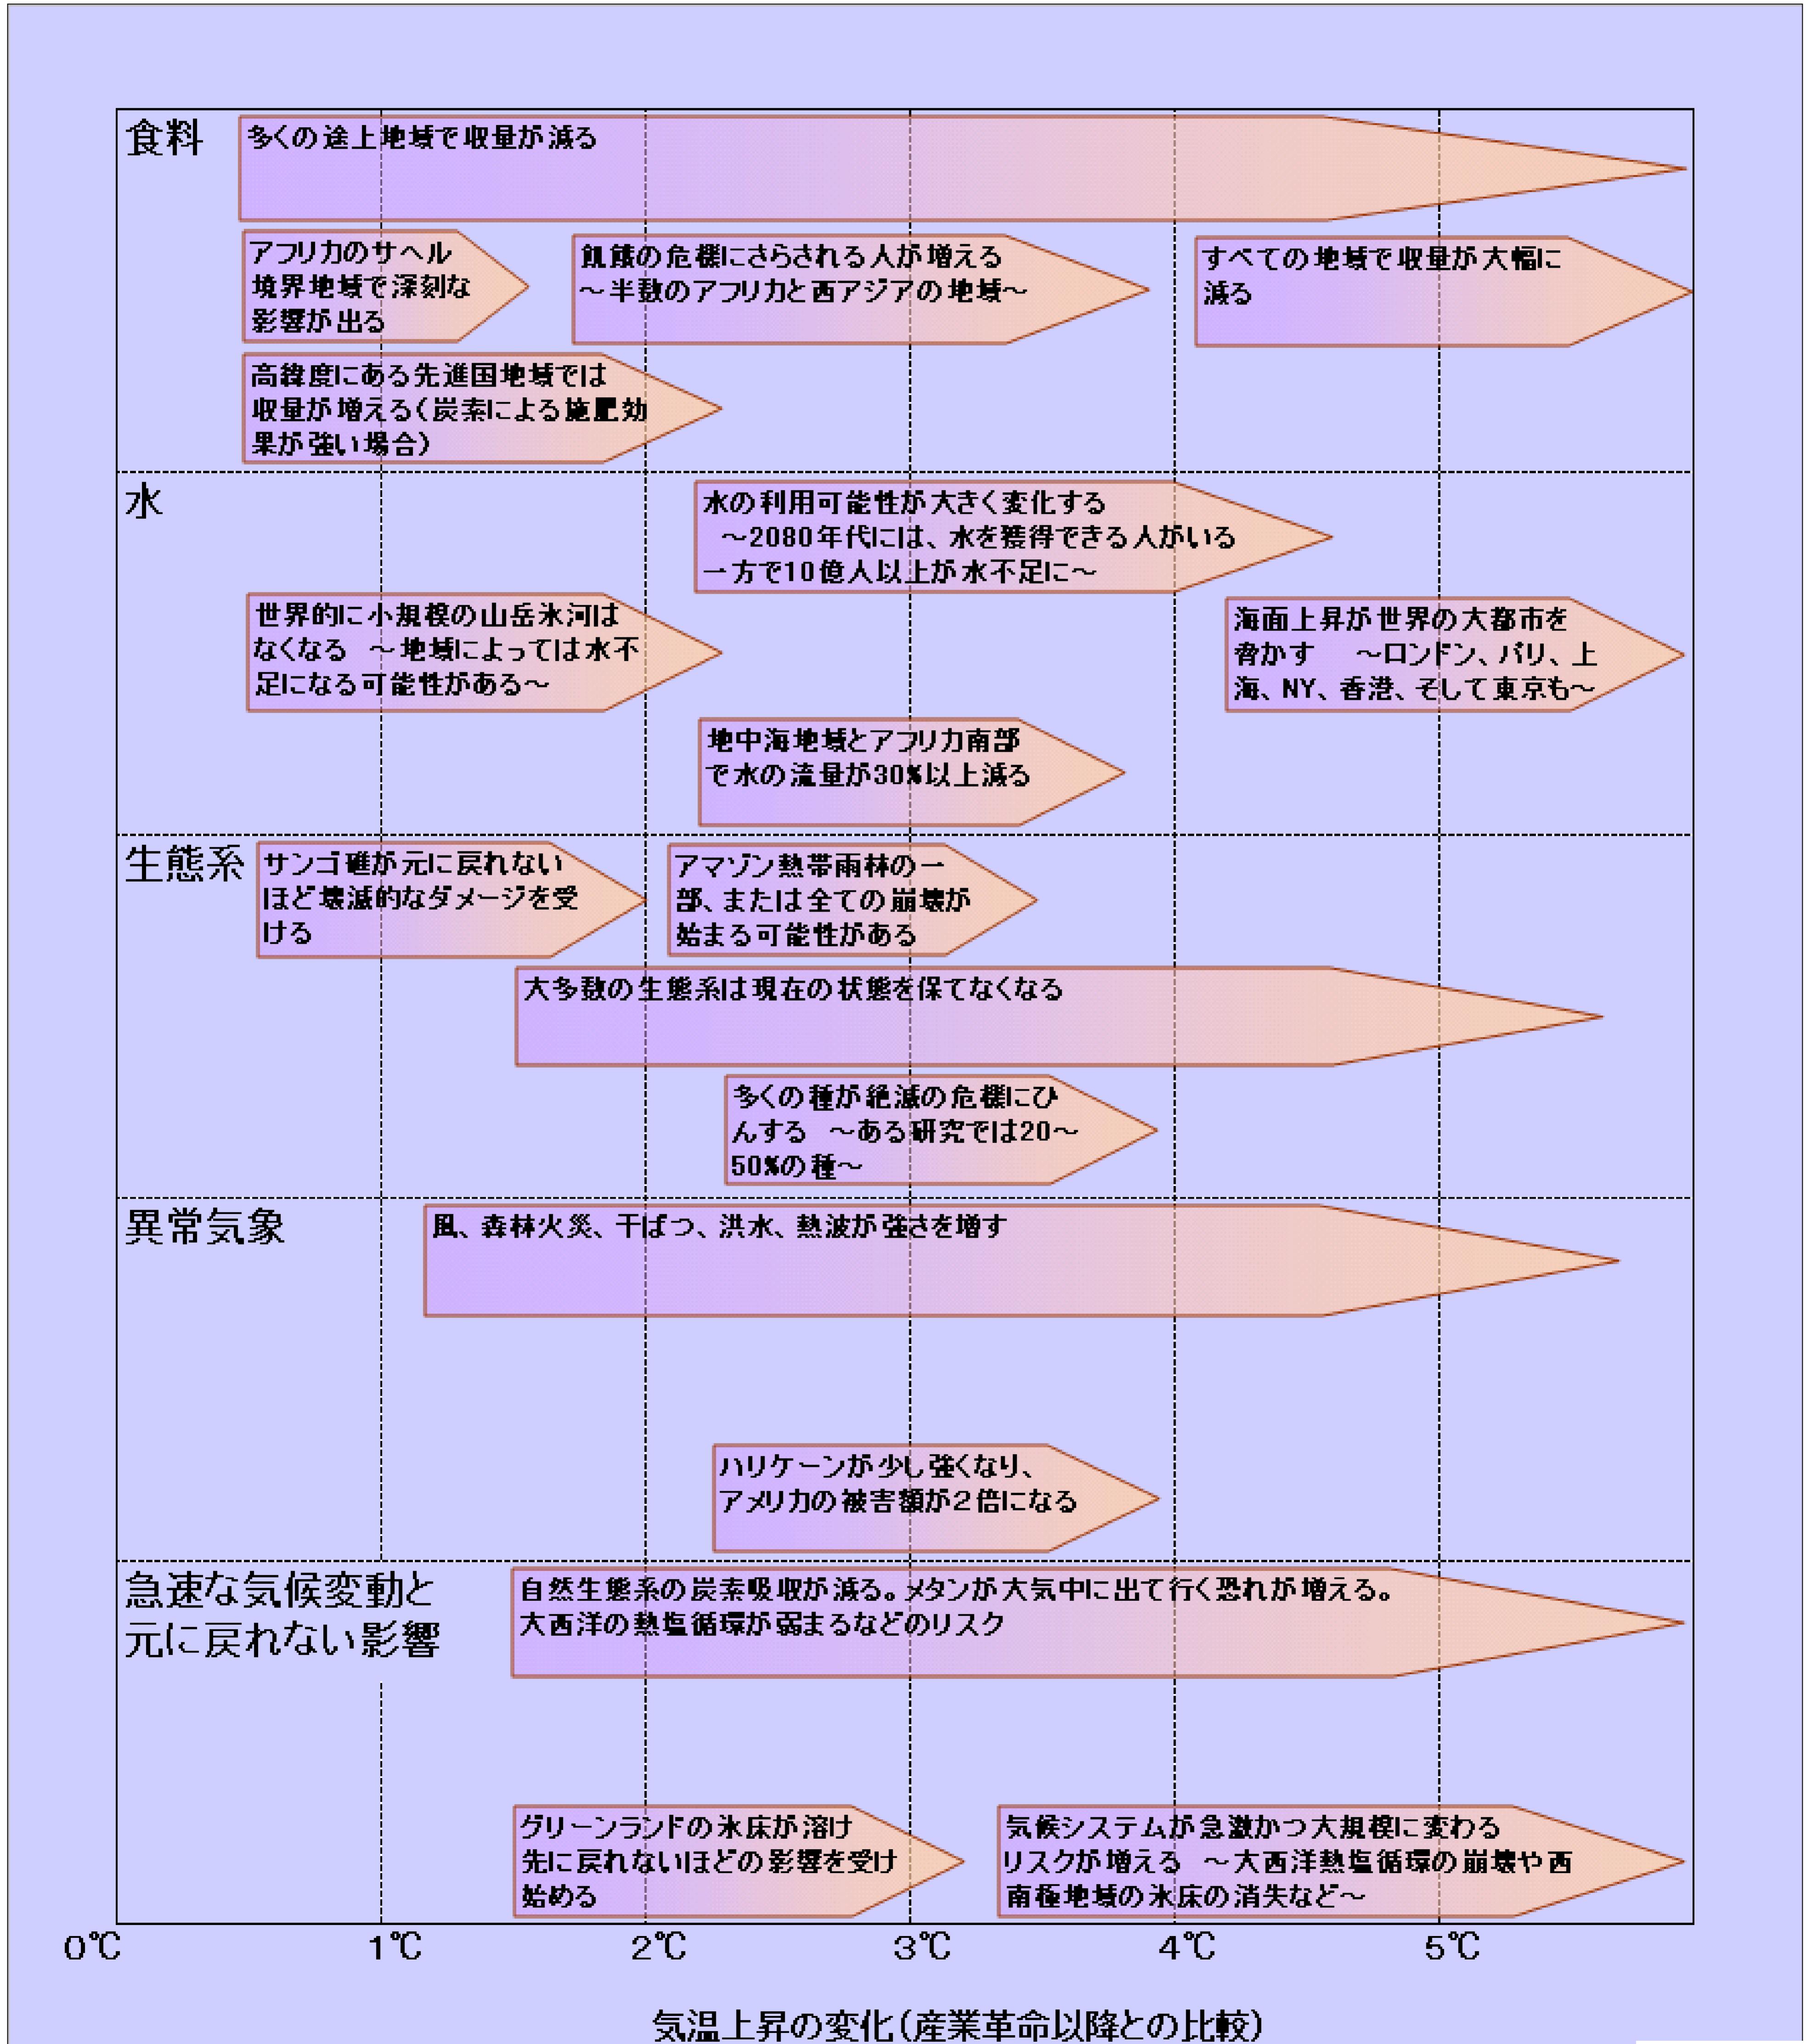 食料
多くの途上地域で収量が減る
アフリカのサヘル
境界地域で深刻な
影響が出る
飢餓の危機にさらされる人が増える
～半数のアフリカと西アジアの地域～
すべての地域で収量が大幅に
減る
高緯度にある先進国地域では
収量が増える（炭素による施肥効
果が強い場合）
水
水の利用可能性が大きく変化する
～2080年代には、水を獲得できる人がいる
一方で10億人以上が水不足に～
世界的に小規模の山岳氷河は
なくなる　～地域によっては水不
足になる可能性がある～
海面上昇が世界の大都市を
脅かす　～ロンドン、パリ、上
海、NY、香港、そして東京も～
地中海地域とアフリカ南部
で水の流量が30%以上減る
生態系
サンゴ礁が元に戻れない
ほど壊滅的なダメージを受
ける
アマゾン熱帯雨林の一
部、または全ての崩壊が
始まる可能性がある
大多数の生態系は現在の状態を保てなくなる
多くの種が絶滅の危機にひ
んする　～ある研究では20～
50%の種～
異常気象
風、森林火災、干ばつ、洪水、熱波が強さを増す
ハリケーンが少し強くなり、
アメリカの被害額が２倍になる
急速な気候変動と
元に戻れない影響
自然生態系の炭素吸収が減る。メタンが大気中に出て行く恐れが増える。
大西洋の熱塩循環が弱まるなどのリスク
グリーンランドの氷床が溶け
先に戻れないほどの影響を受け
始める
気候システムが急激かつ大規模に変わる
リスクが増える　～大西洋熱塩循環の崩壊や西
南極地域の氷床の消失など～
0℃ 1℃ 2℃ 3℃ 4℃ 5℃
気温上昇の変化（産業革命以降との比較）